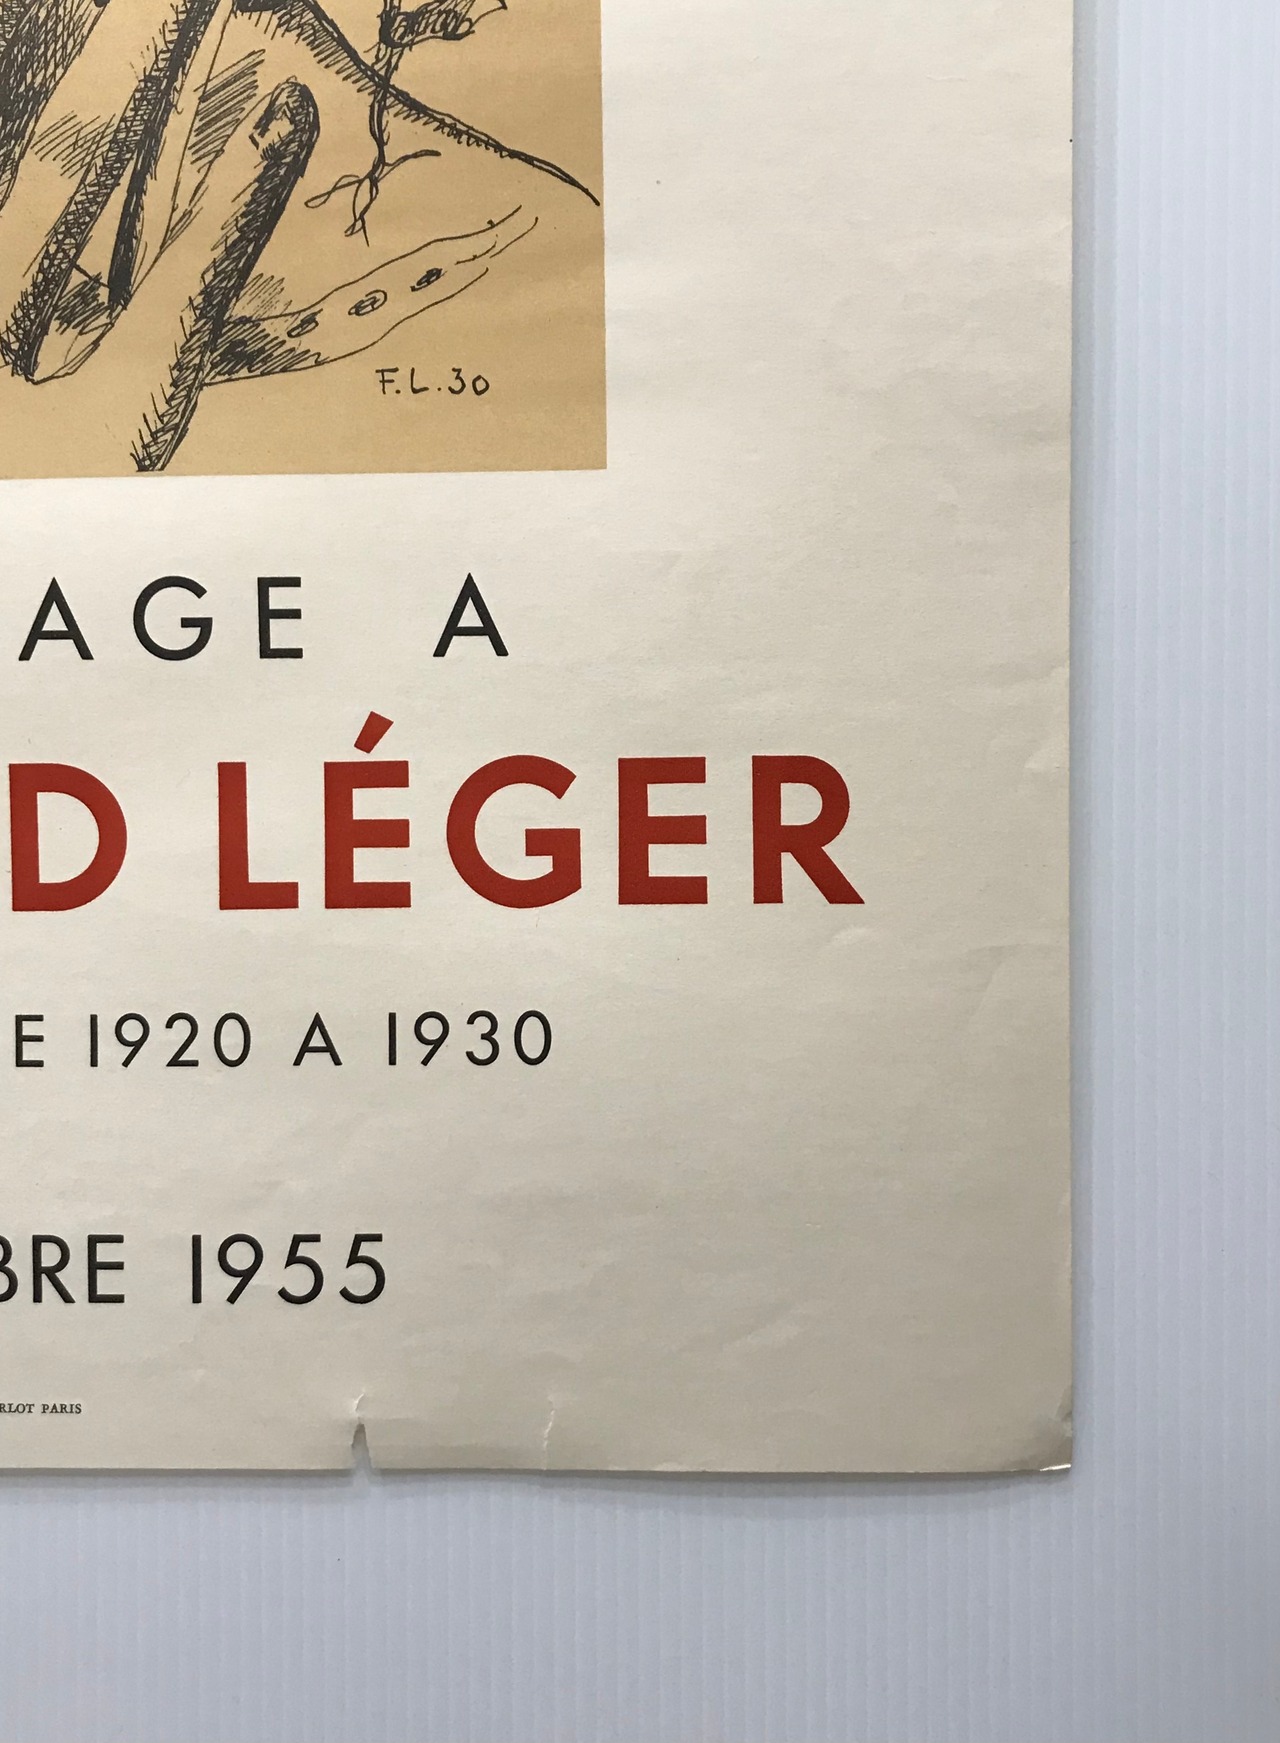 F.L.30
AGE A
D LÉGER
E 1920 A 1930
BRE 1955
RLOT PARIS